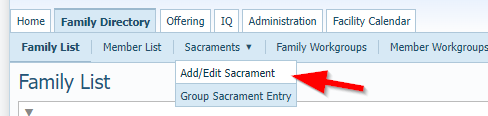 Home Family Directory Offering IQ Administration Facility Calendar
Family List Member List Sacraments ▼ Family Workgroups Member Workgroups
Add/Edit Sacrament
Group Sacrament Entry
Family List